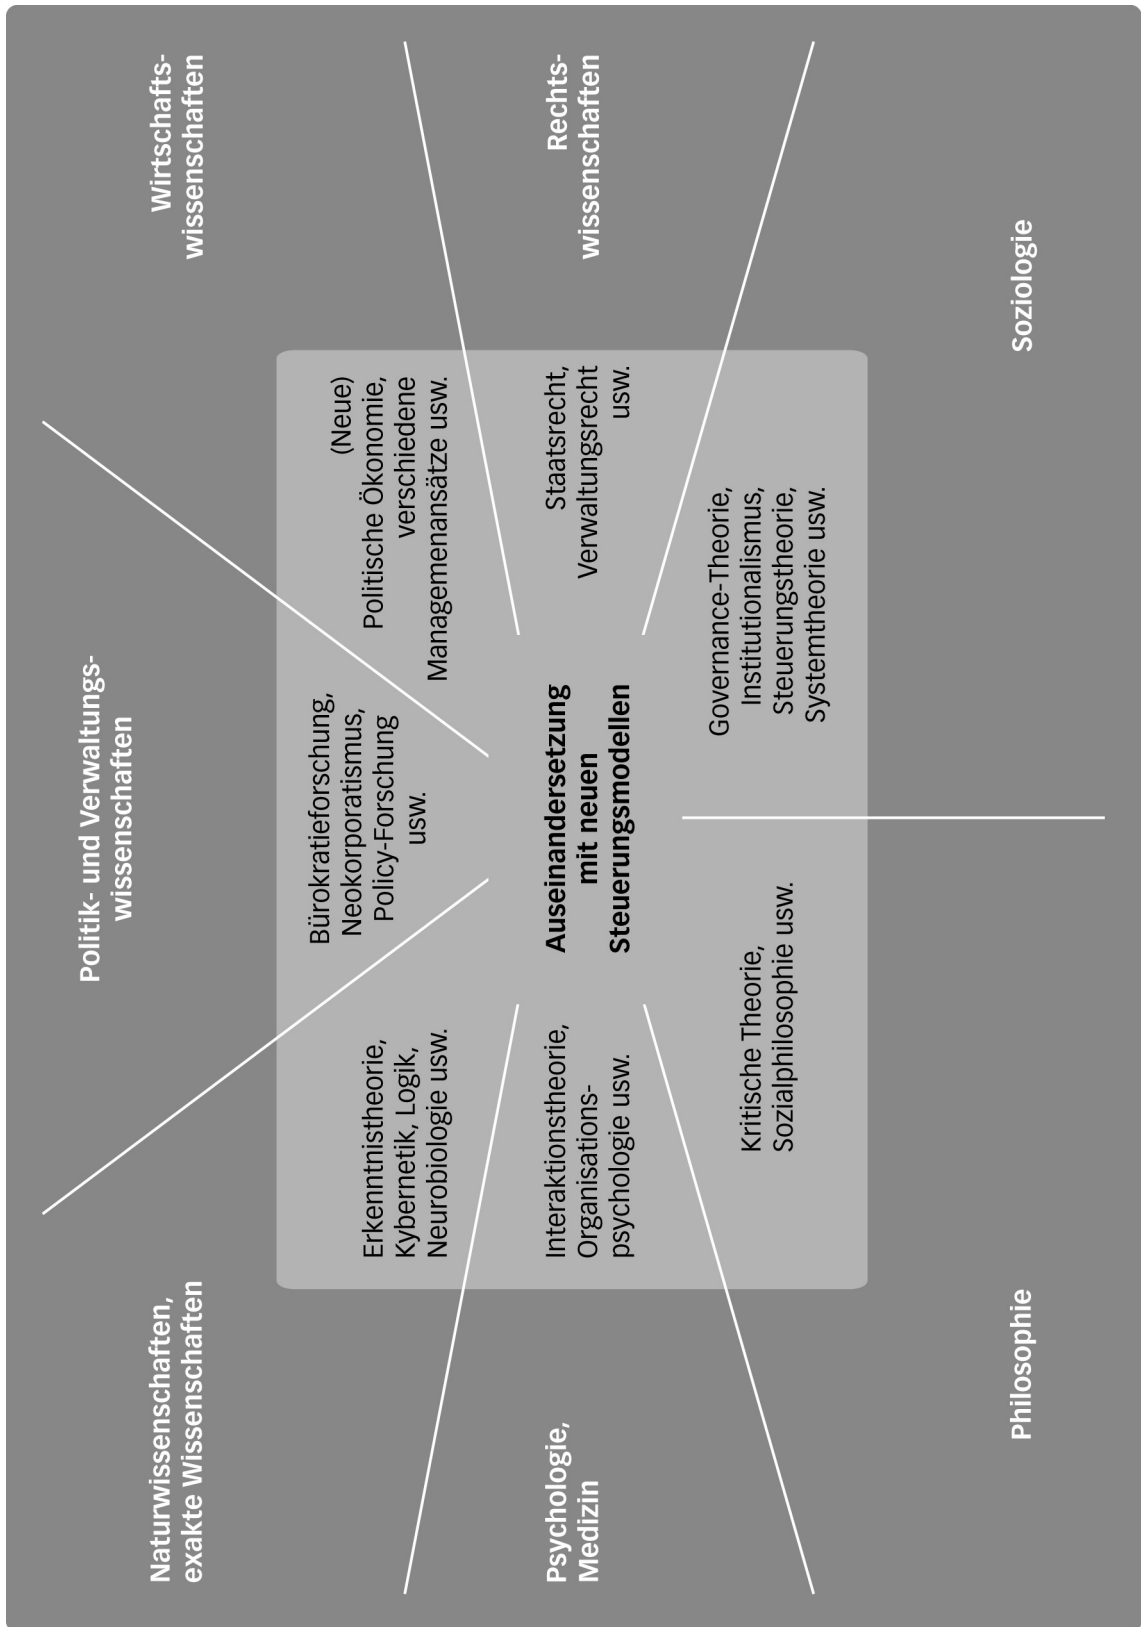 Politik- und Verwaltungs-
wissenschaften
Naturwissenschaften,
exakte Wissenschaften
Wirtschafts-
wissenschaften
Bürokratieforschung,
Neokorporatismus,
Policy-Forschung
usw.
Erkenntnistheorie,
Kybernetik, Logik,
Neurobiologie usw.
(Neue)
Politische Ökonomie,
verschiedene
Managemenansätze usw.
Psychologie,
Medizin
Interaktionstheorie,
Organisations-
psychologie usw.
Auseinandersetzung
mit neuen
Steuerungsmodellen
Staatsrecht,
Verwaltungsrecht
usw.
Rechts-
wissenschaften
Kritische Theorie,
Sozialphilosophie usw.
Governance-Theorie,
Institutionalismus,
Steuerungstheorie,
Systemtheorie usw.
Philosophie
Soziologie